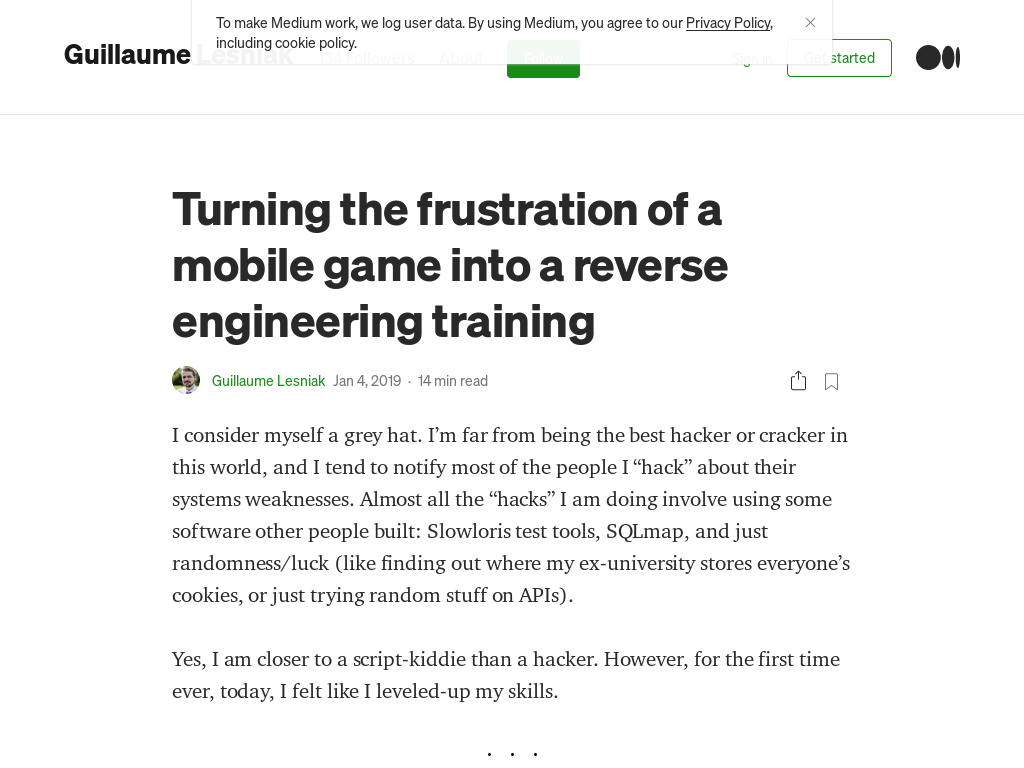 To make Medium work, we log user data. By using Medium, you agree to our Privacy Policy,
including cookie policy.
Guillaume Lesniak
Followers About
Sign in
Get started
Turning the frustration of a
mobile game into a reverse
engineering training
Guillaume Lesniak Jan 4, 2019 · 14 min read
I consider myself a grey hat. I’m far from being the best hacker or cracker in
this world, and I tend to notify most of the people I “hack” about their
systems weaknesses. Almost all the “hacks” I am doing involve using some
software other people built: Slowloris test tools, SQLmap, and just
randomness/luck (like finding out where my ex-university stores everyone’s
cookies, or just trying random stuff on APIs).
Yes, I am closer to a script-kiddie than a hacker. However, for the first time
ever, today, I felt like I leveled-up my skills.
. . .